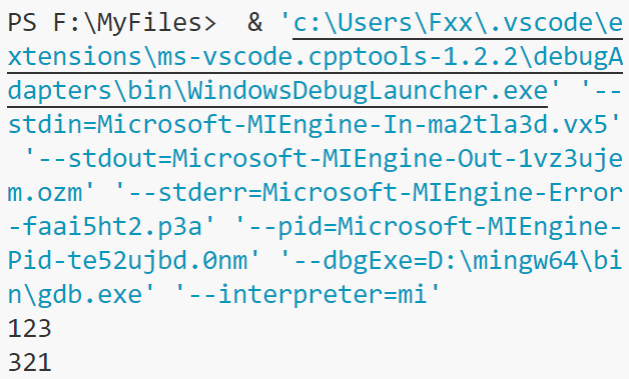 PS F:\MyFiles>  & 'c:\Users\Fxx\.vscode\e
xtensions\ms-vscode.cpptools-1.2.2\debugA
dapters\bin\WindowsDebugLauncher.exe' '--
stdin=Microsoft-MIEngine-In-ma2tla3d.vx5'
 '--stdout=Microsoft-MIEngine-Out-1vz3uje
m.ozm' '--stderr=Microsoft-MIEngine-Error
-faai5ht2.p3a' '--pid=Microsoft-MIEngine-
Pid-te52ujbd.0nm' '--dbgExe=D:\mingw64\bi
n\gdb.exe' '--interpreter=mi'
123
321